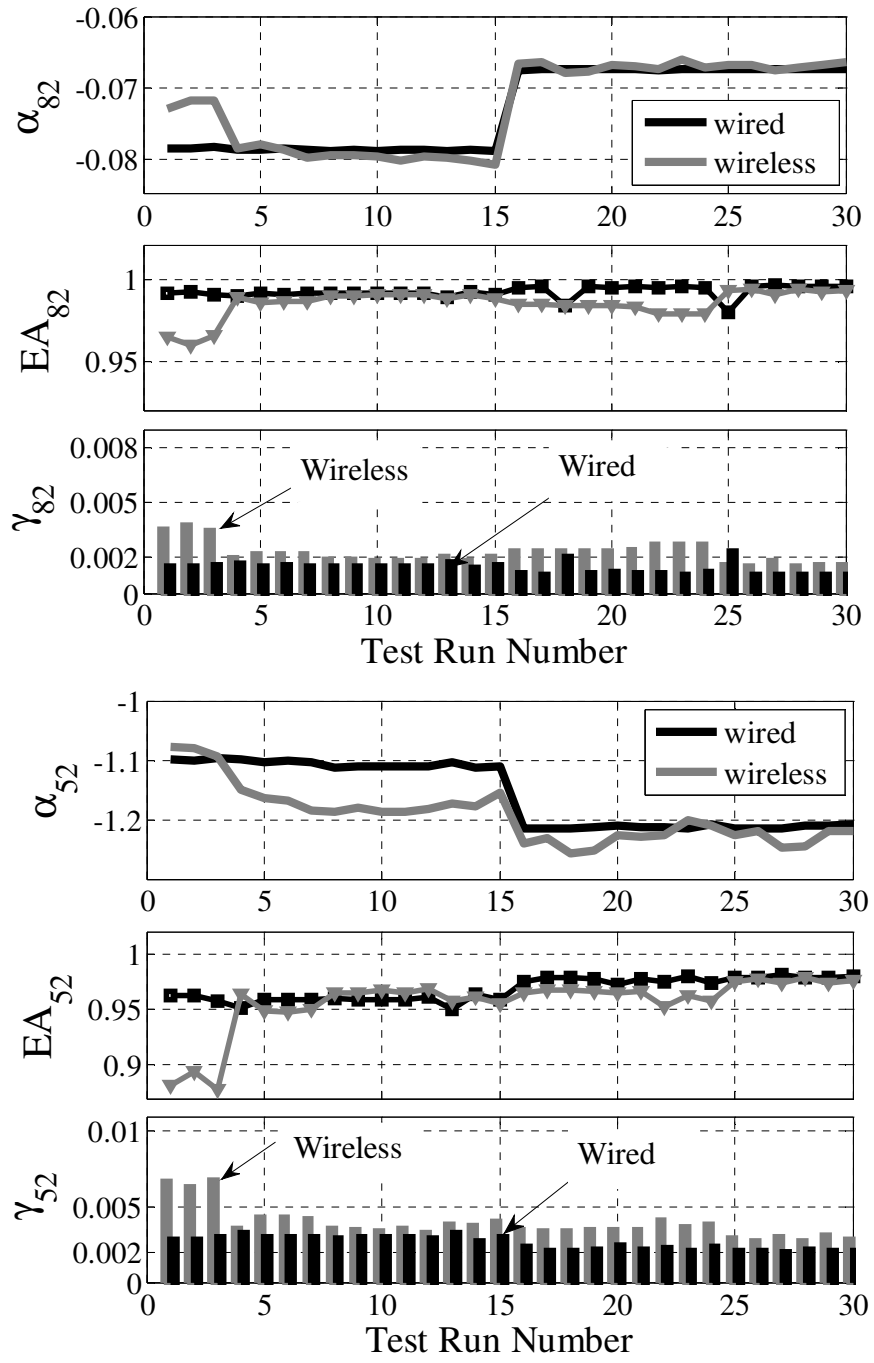 -0.06
-0.07
-0.08
α82
wired
wireless
0 5 10 15 20 25 30
1
0.95
EA82
0.008
0.005
0.002
0
γ82
Wireless
Wired
0 5 10 15 20 25 30
Test Run Number
-1
-1.1
-1.2
α52
wired
wireless
0 5 10 15 20 25 30
1
0.95
0.9
EA52
0.01
0.005
0.002
0
γ52
Wireless
Wired
0 5 10 15 20 25 30
Test Run Number